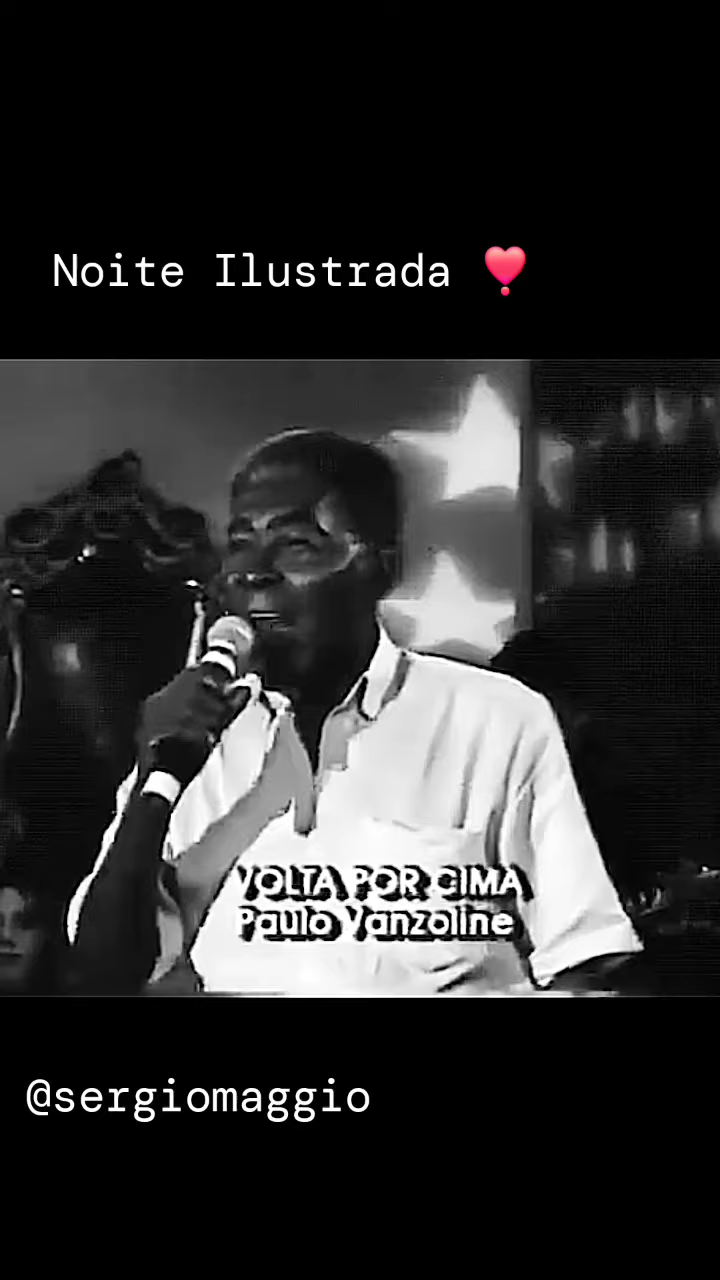 Noite Ilustrada ❣️
VOLTA POR CIMA
Paulo Vanzoline
@sergiomaggio